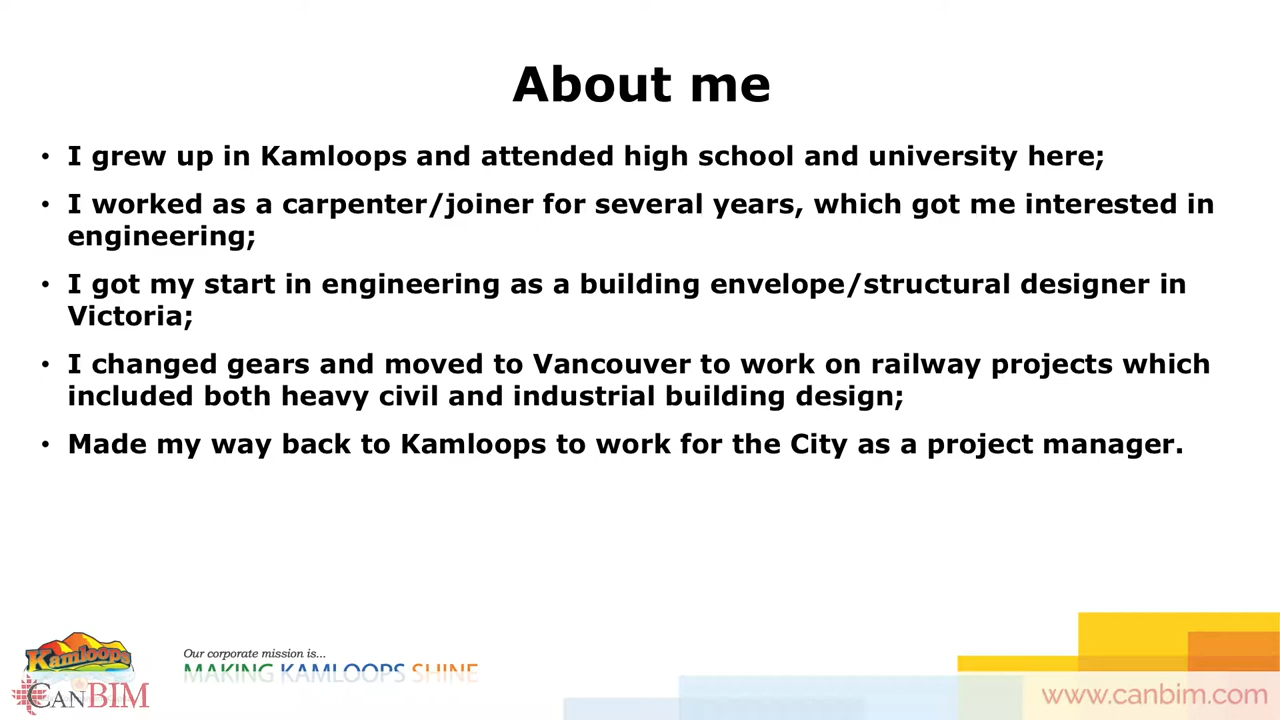 About me
• I grew up in Kamloops and attended high school and university here;
• I worked as a carpenter/joiner for several years, which got me interested in
engineering;
• I got my start in engineering as a building envelope/structural designer in
Victoria;
• I changed gears and moved to Vancouver to work on railway projects which
included both heavy civil and industrial building design;
• Made my way back to Kamloops to work for the City as a project manager.
Kamloops
Our corporate mission is...
MAKING KAMLOOPS SHINE
CANBIM
www.canbim.com